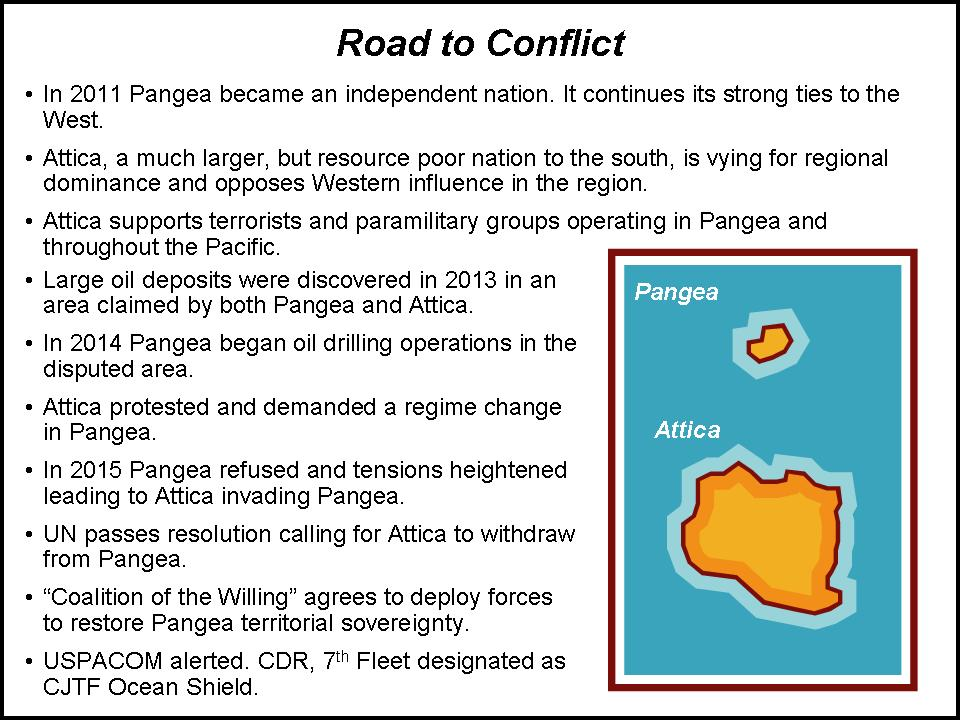 Road to Conflict
• In 2011 Pangea became an independent nation. It continues its strong ties to the
West.
• Attica, a much larger, but resource poor nation to the south, is vying for regional
dominance and opposes Western influence in the region.
• Attica supports terrorists and paramilitary groups operating in Pangea and
throughout the Pacific.
• Large oil deposits were discovered in 2013 in an
area claimed by both Pangea and Attica.
• In 2014 Pangea began oil drilling operations in the
disputed area.
• Attica protested and demanded a regime change
in Pangea.
• In 2015 Pangea refused and tensions heightened
leading to Attica invading Pangea.
• UN passes resolution calling for Attica to withdraw
from Pangea.
• “Coalition of the Willing” agrees to deploy forces
to restore Pangea territorial sovereignty.
• USPACOM alerted. CDR, 7th Fleet designated as
CJTF Ocean Shield.
Pangea
Attica